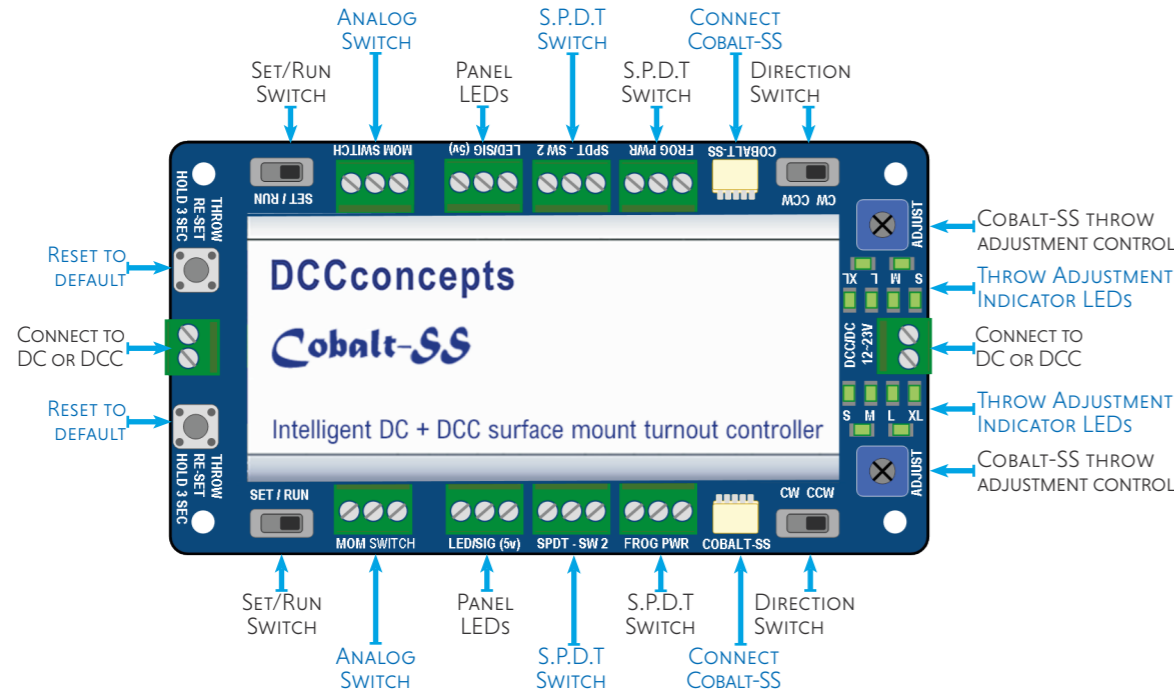 ANALOG
SWITCH
S.P.D.T
SWITCH
CONNECT
COBALT-SS
SET/RUN
SWITCH
PANEL
LEDS
S.P.D.T
SWITCH
DIRECTION
SWITCH
MOM SWITCH
LED/SIG (5v)
SPDT - SW 2
FROG PWR
COBALT-SS
SET / RUN
CCW CW
THROW
RE-SET
HOLD 3 SEC
ADJUST
COBALT-SS THROW
ADJUSTMENT CONTROL
RESET TO
DEFAULT
XL L M S
THROW ADJUSTMENT
INDICATOR LEDS
DCCconcepts
Cobalt-SS
CONNECT TO
DC OR DCC
DCC/DC
12-23V
CONNECT TO
DC OR DCC
RESET TO
DEFAULT
S M L XL
THROW ADJUSTMENT
INDICATOR LEDS
Intelligent DC + DCC surface mount turnout controller
THROW
RE-SET
HOLD 3 SEC
ADJUST
COBALT-SS THROW
ADJUSTMENT CONTROL
SET / RUN
CW CCW
MOM SWITCH
LED/SIG (5v)
SPDT - SW 2
FROG PWR
COBALT-SS
SET/RUN
SWITCH
PANEL
LEDS
S.P.D.T
SWITCH
DIRECTION
SWITCH
ANALOG
SWITCH
S.P.D.T
SWITCH
CONNECT
COBALT-SS